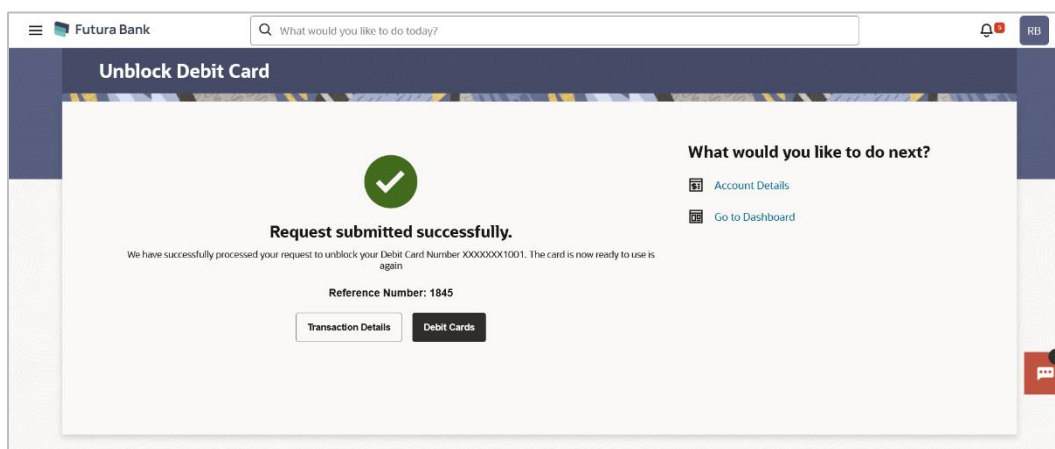 Futura Bank
What would you like to do today?
5
RB
Unblock Debit Card
What would you like to do next?
Account Details
Go to Dashboard
Request submitted successfully.
We have successfully processed your request to unblock your Debit Card Number XXXXXXX1001. The card is now ready to use is
again
Reference Number: 1845
Transaction Details
Debit Cards